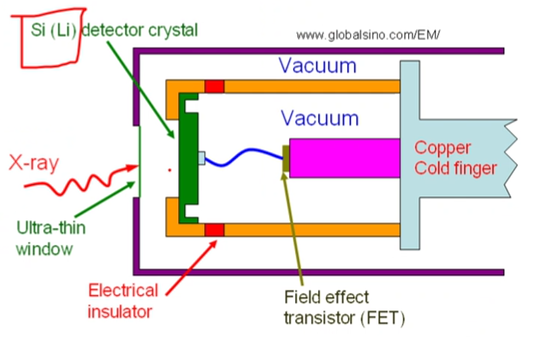 Si (Li) detector crystal
www.globalsino.com/EM/
Vacuum
Vacuum
Copper
Cold finger
X-ray
Ultra-thin
window
Electrical
insulator
Field effect
transistor (FET)